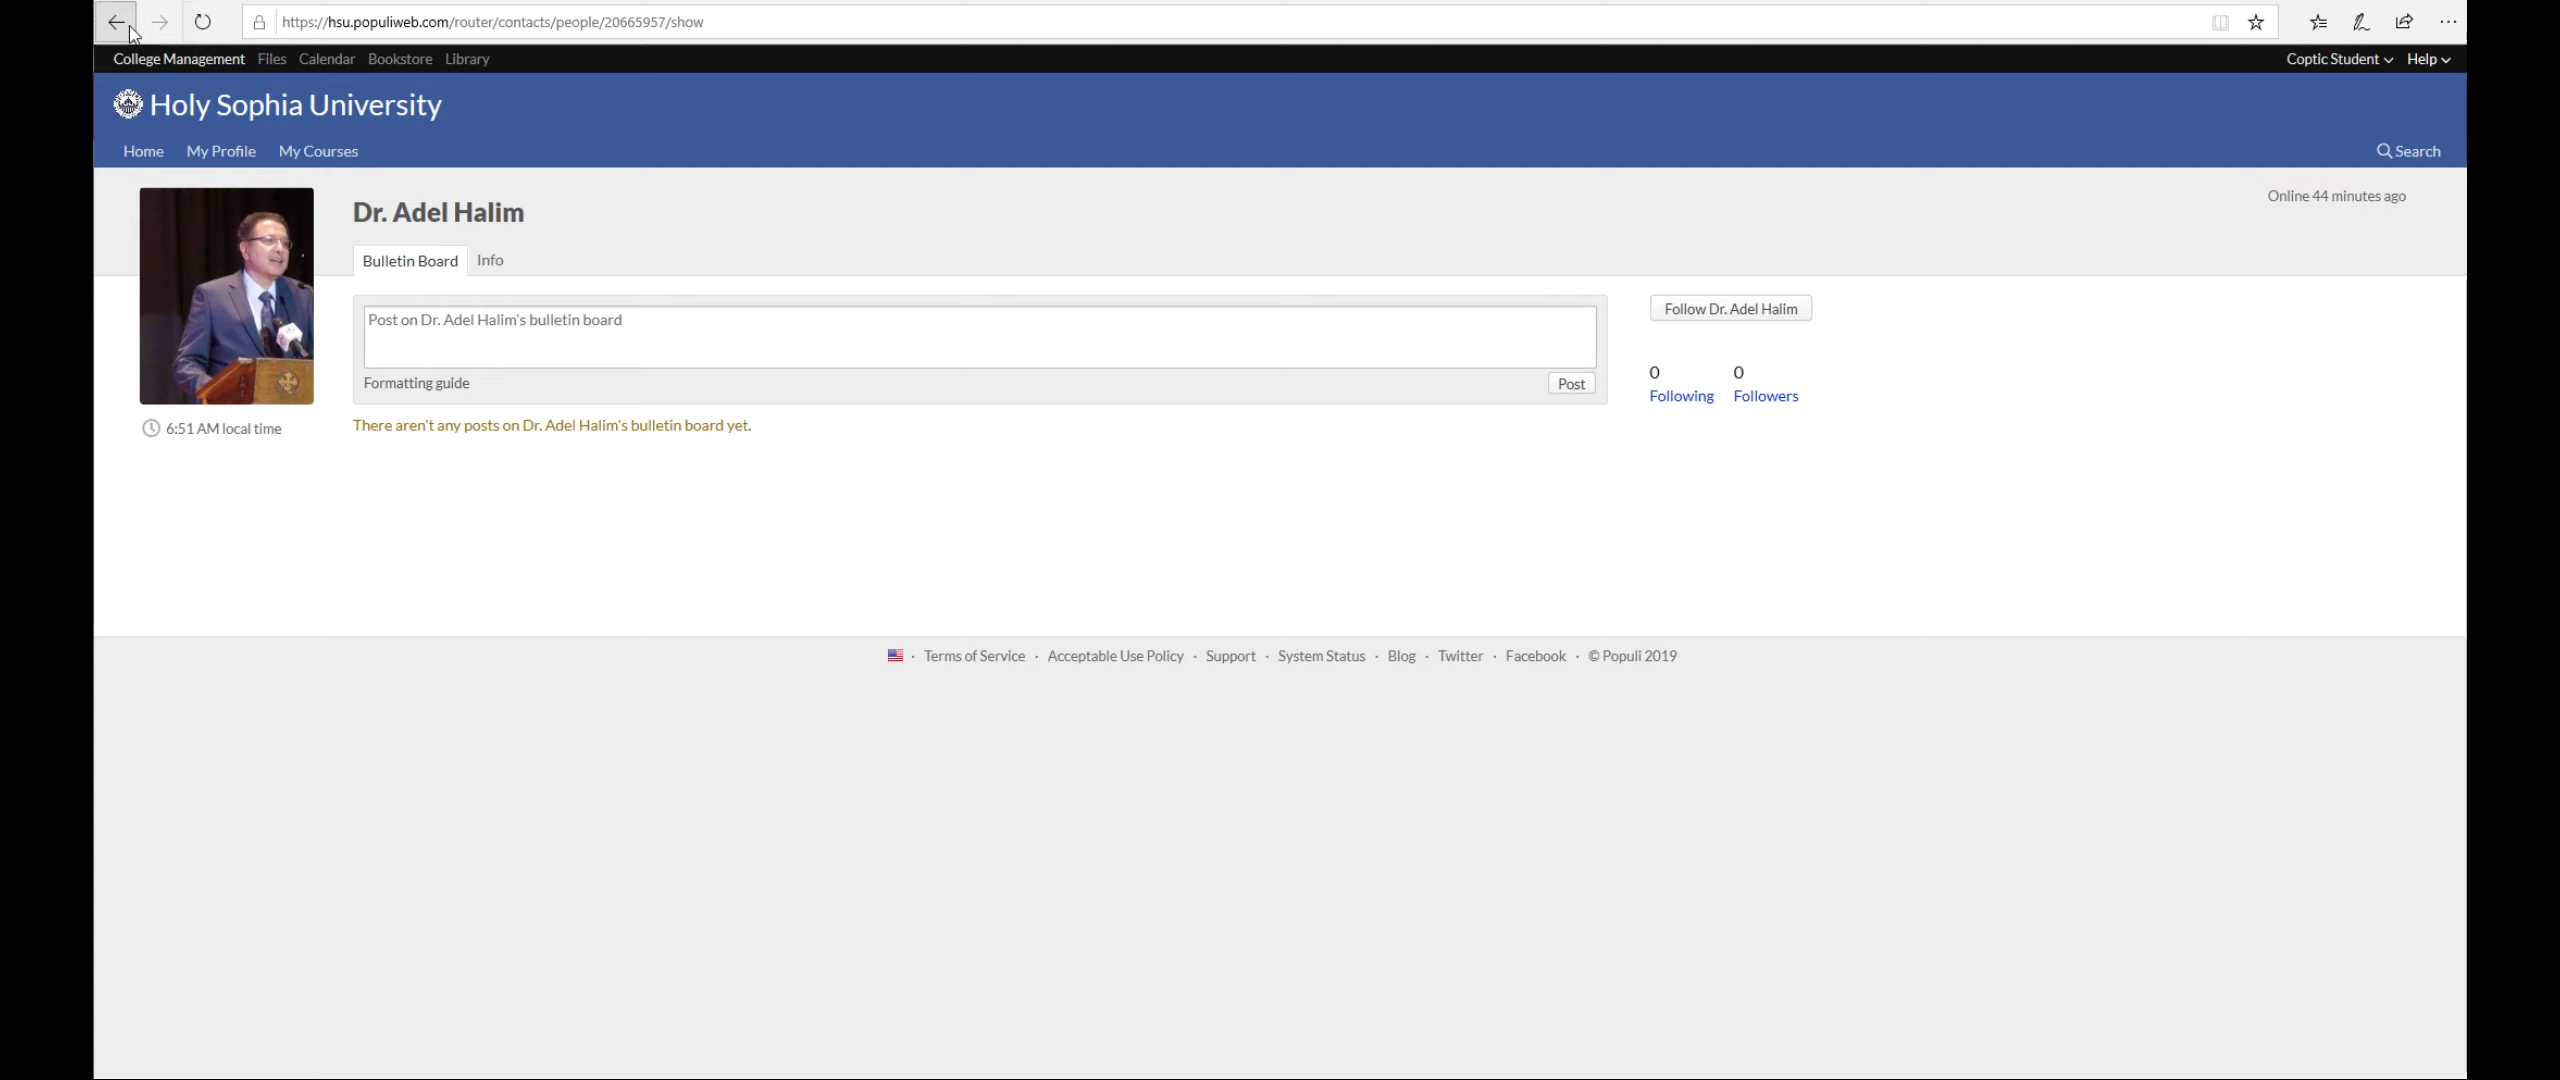 https://hsu.populiweb.com/router/contacts/people/20665957/show
College Management Files Calendar Bookstore Library Coptic Student Help
Holy Sophia University
Home My Profile My Courses Search
Online 44 minutes ago
Dr. Adel Halim
Bulletin Board Info
Post on Dr. Adel Halim's bulletin board
Follow Dr. Adel Halim
Formatting guide Post
0 0
Following Followers
There aren't any posts on Dr. Adel Halim's bulletin board yet.
6:51 AM local time
· Terms of Service · Acceptable Use Policy · Support · System Status · Blog · Twitter · Facebook · © Populi 2019